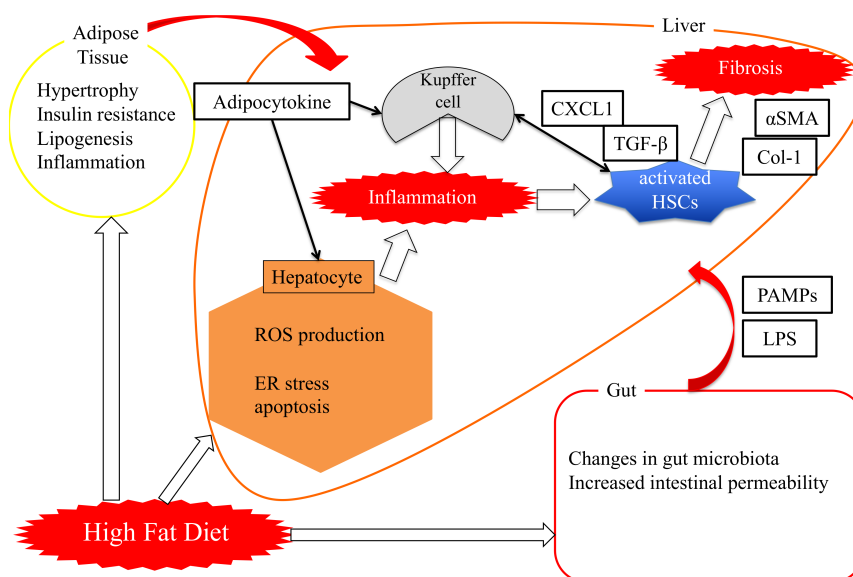 Adipose
Tissue
Hypertrophy
Insulin resistance
Lipogenesis
Inflammation
Adipocytokine
Liver
Kupffer
cell
CXCL1
TGF-β
Fibrosis
αSMA
Col-1
activated
HSCs
Inflammation
Hepatocyte
ROS production
ER stress
apoptosis
PAMPs
LPS
Gut
Changes in gut microbiota
Increased intestinal permeability
High Fat Diet